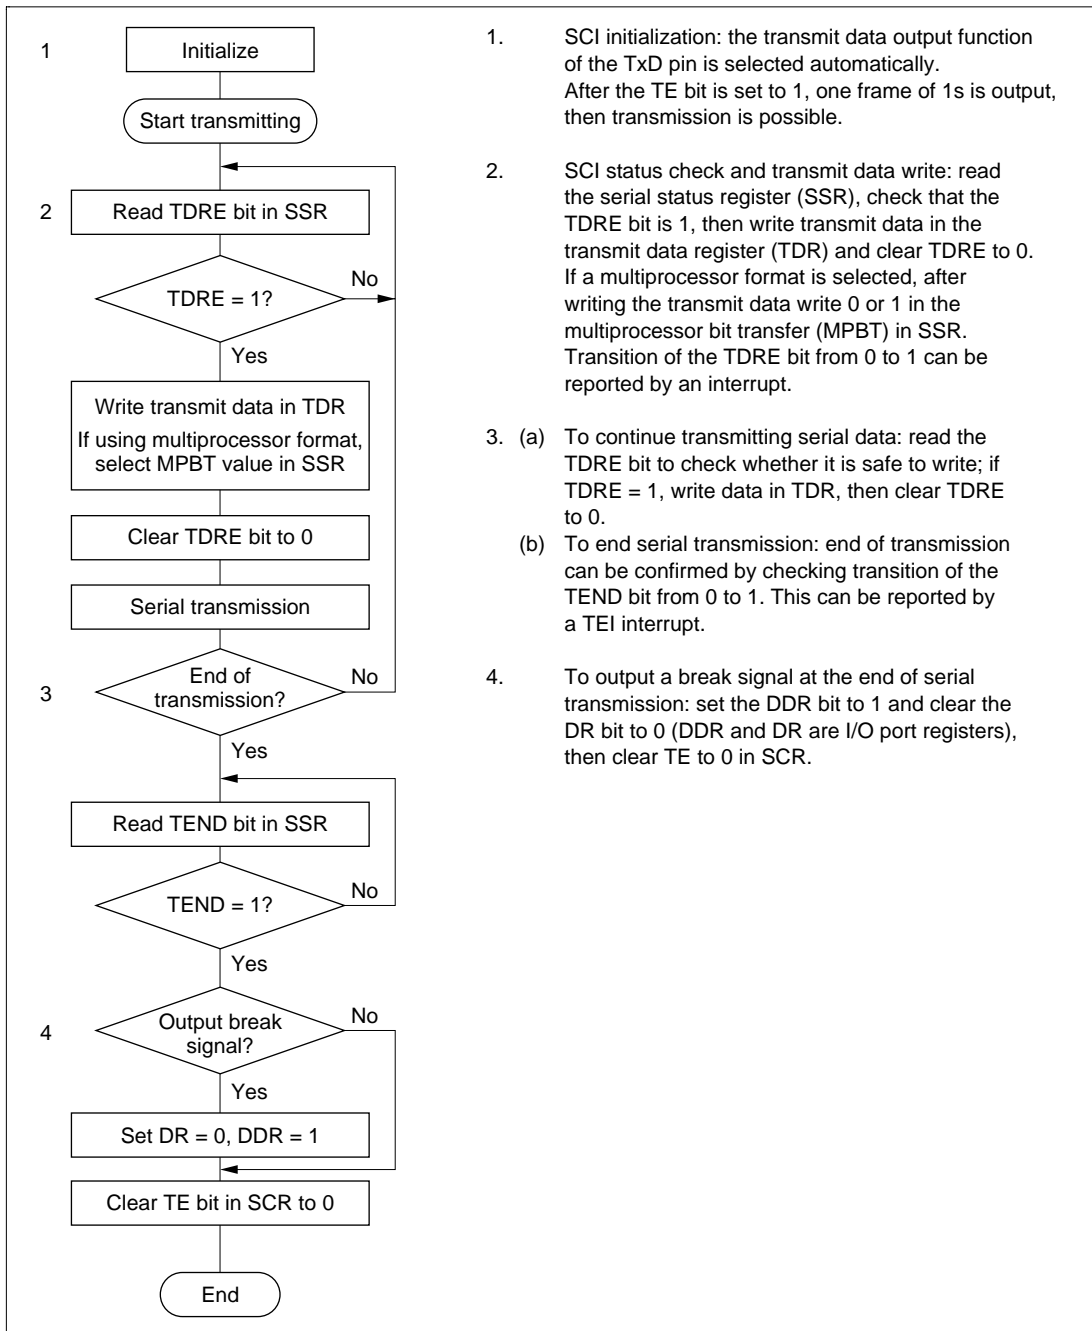 1
Initialize
Start transmitting
2
Read TDRE bit in SSR
TDRE = 1?
No
Yes
Write transmit data in TDR
If using multiprocessor format,
select MPBT value in SSR
Clear TDRE bit to 0
Serial transmission
3
End of
transmission?
No
Yes
Read TEND bit in SSR
TEND = 1?
No
Yes
4
Output break
signal?
No
Yes
Set DR = 0, DDR = 1
Clear TE bit in SCR to 0
End
1. SCI initialization: the transmit data output function
of the TxD pin is selected automatically.
After the TE bit is set to 1, one frame of 1s is output,
then transmission is possible.
2. SCI status check and transmit data write: read
the serial status register (SSR), check that the
TDRE bit is 1, then write transmit data in the
transmit data register (TDR) and clear TDRE to 0.
If a multiprocessor format is selected, after
writing the transmit data write 0 or 1 in the
multiprocessor bit transfer (MPBT) in SSR.
Transition of the TDRE bit from 0 to 1 can be
reported by an interrupt.
3. (a) To continue transmitting serial data: read the
TDRE bit to check whether it is safe to write; if
TDRE = 1, write data in TDR, then clear TDRE
to 0.
(b) To end serial transmission: end of transmission
can be confirmed by checking transition of the
TEND bit from 0 to 1. This can be reported by
a TEI interrupt.
4. To output a break signal at the end of serial
transmission: set the DDR bit to 1 and clear the
DR bit to 0 (DDR and DR are I/O port registers),
then clear TE to 0 in SCR.